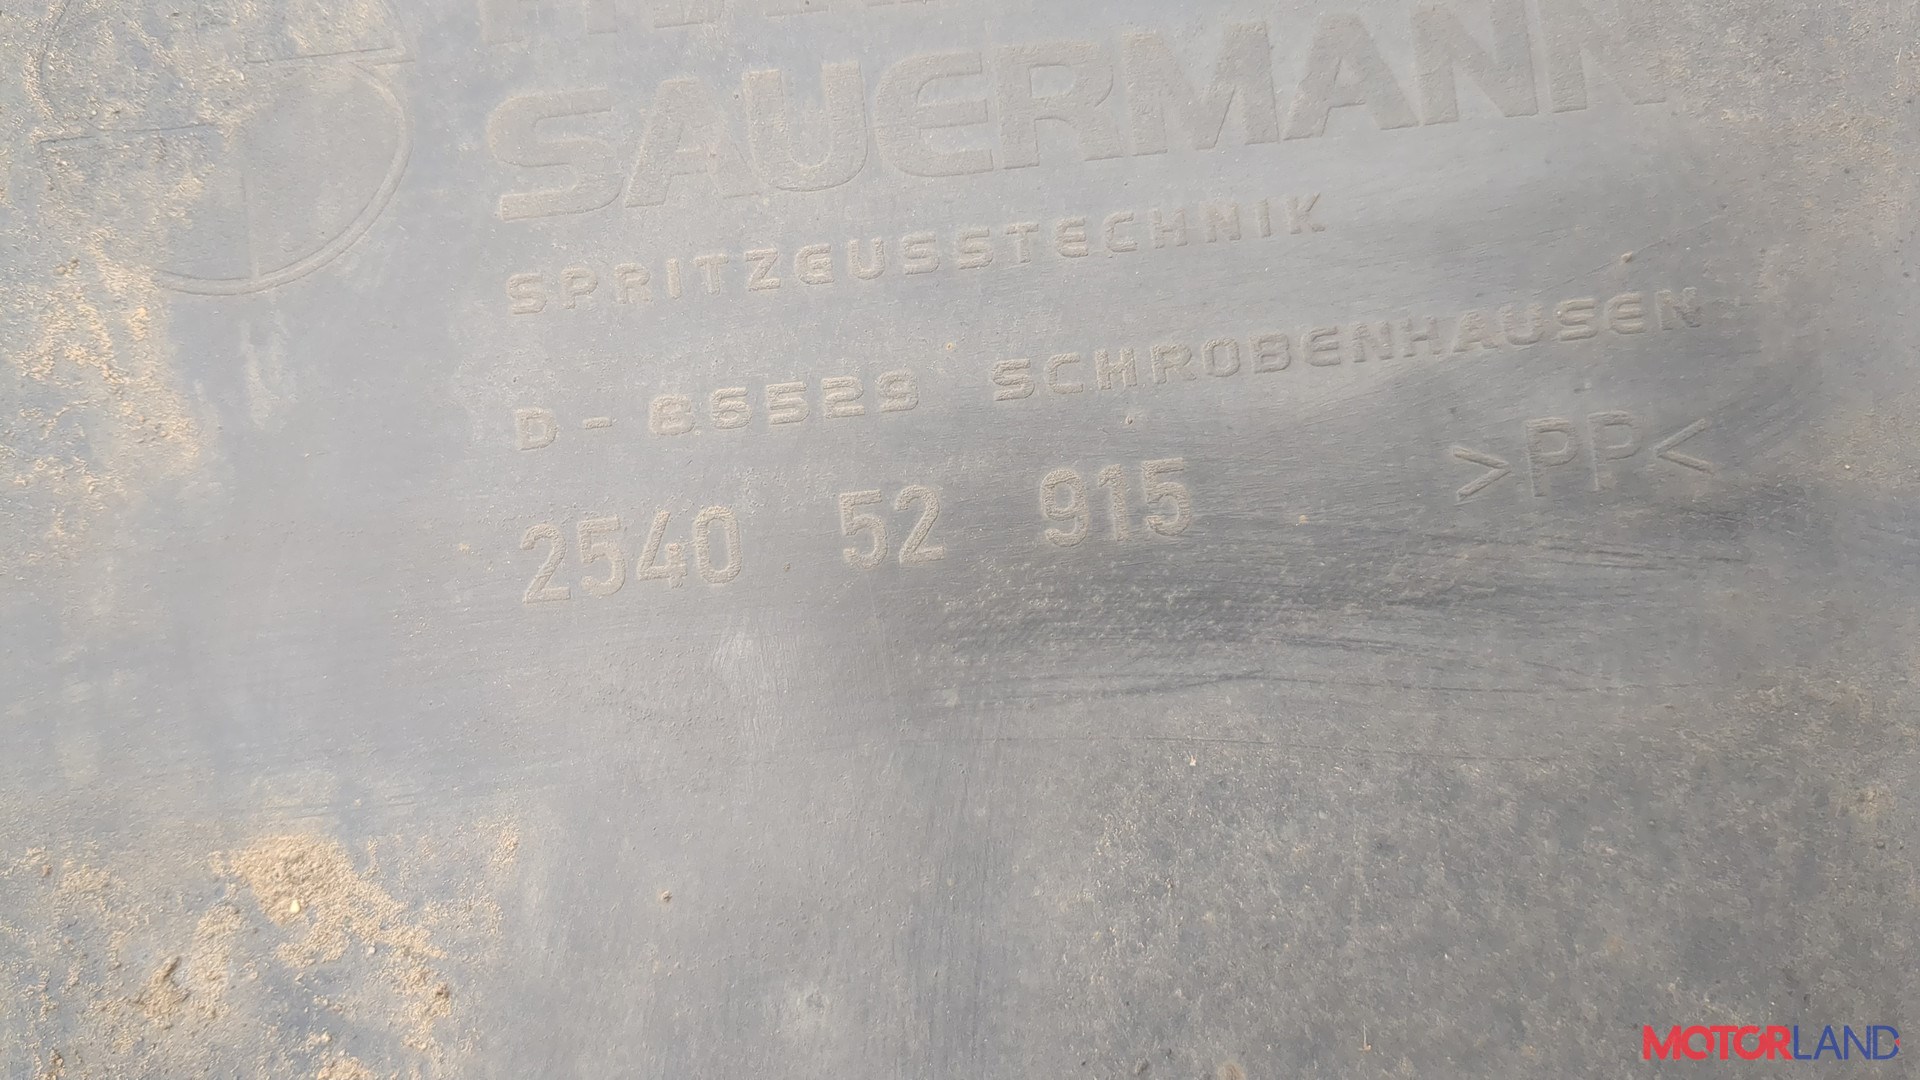 SAUERMANN
SPRITZGUSSTECHNIK
D-86529 SCHROBENHAUSEN
2540 52 915 >PP<
MOTORLAND